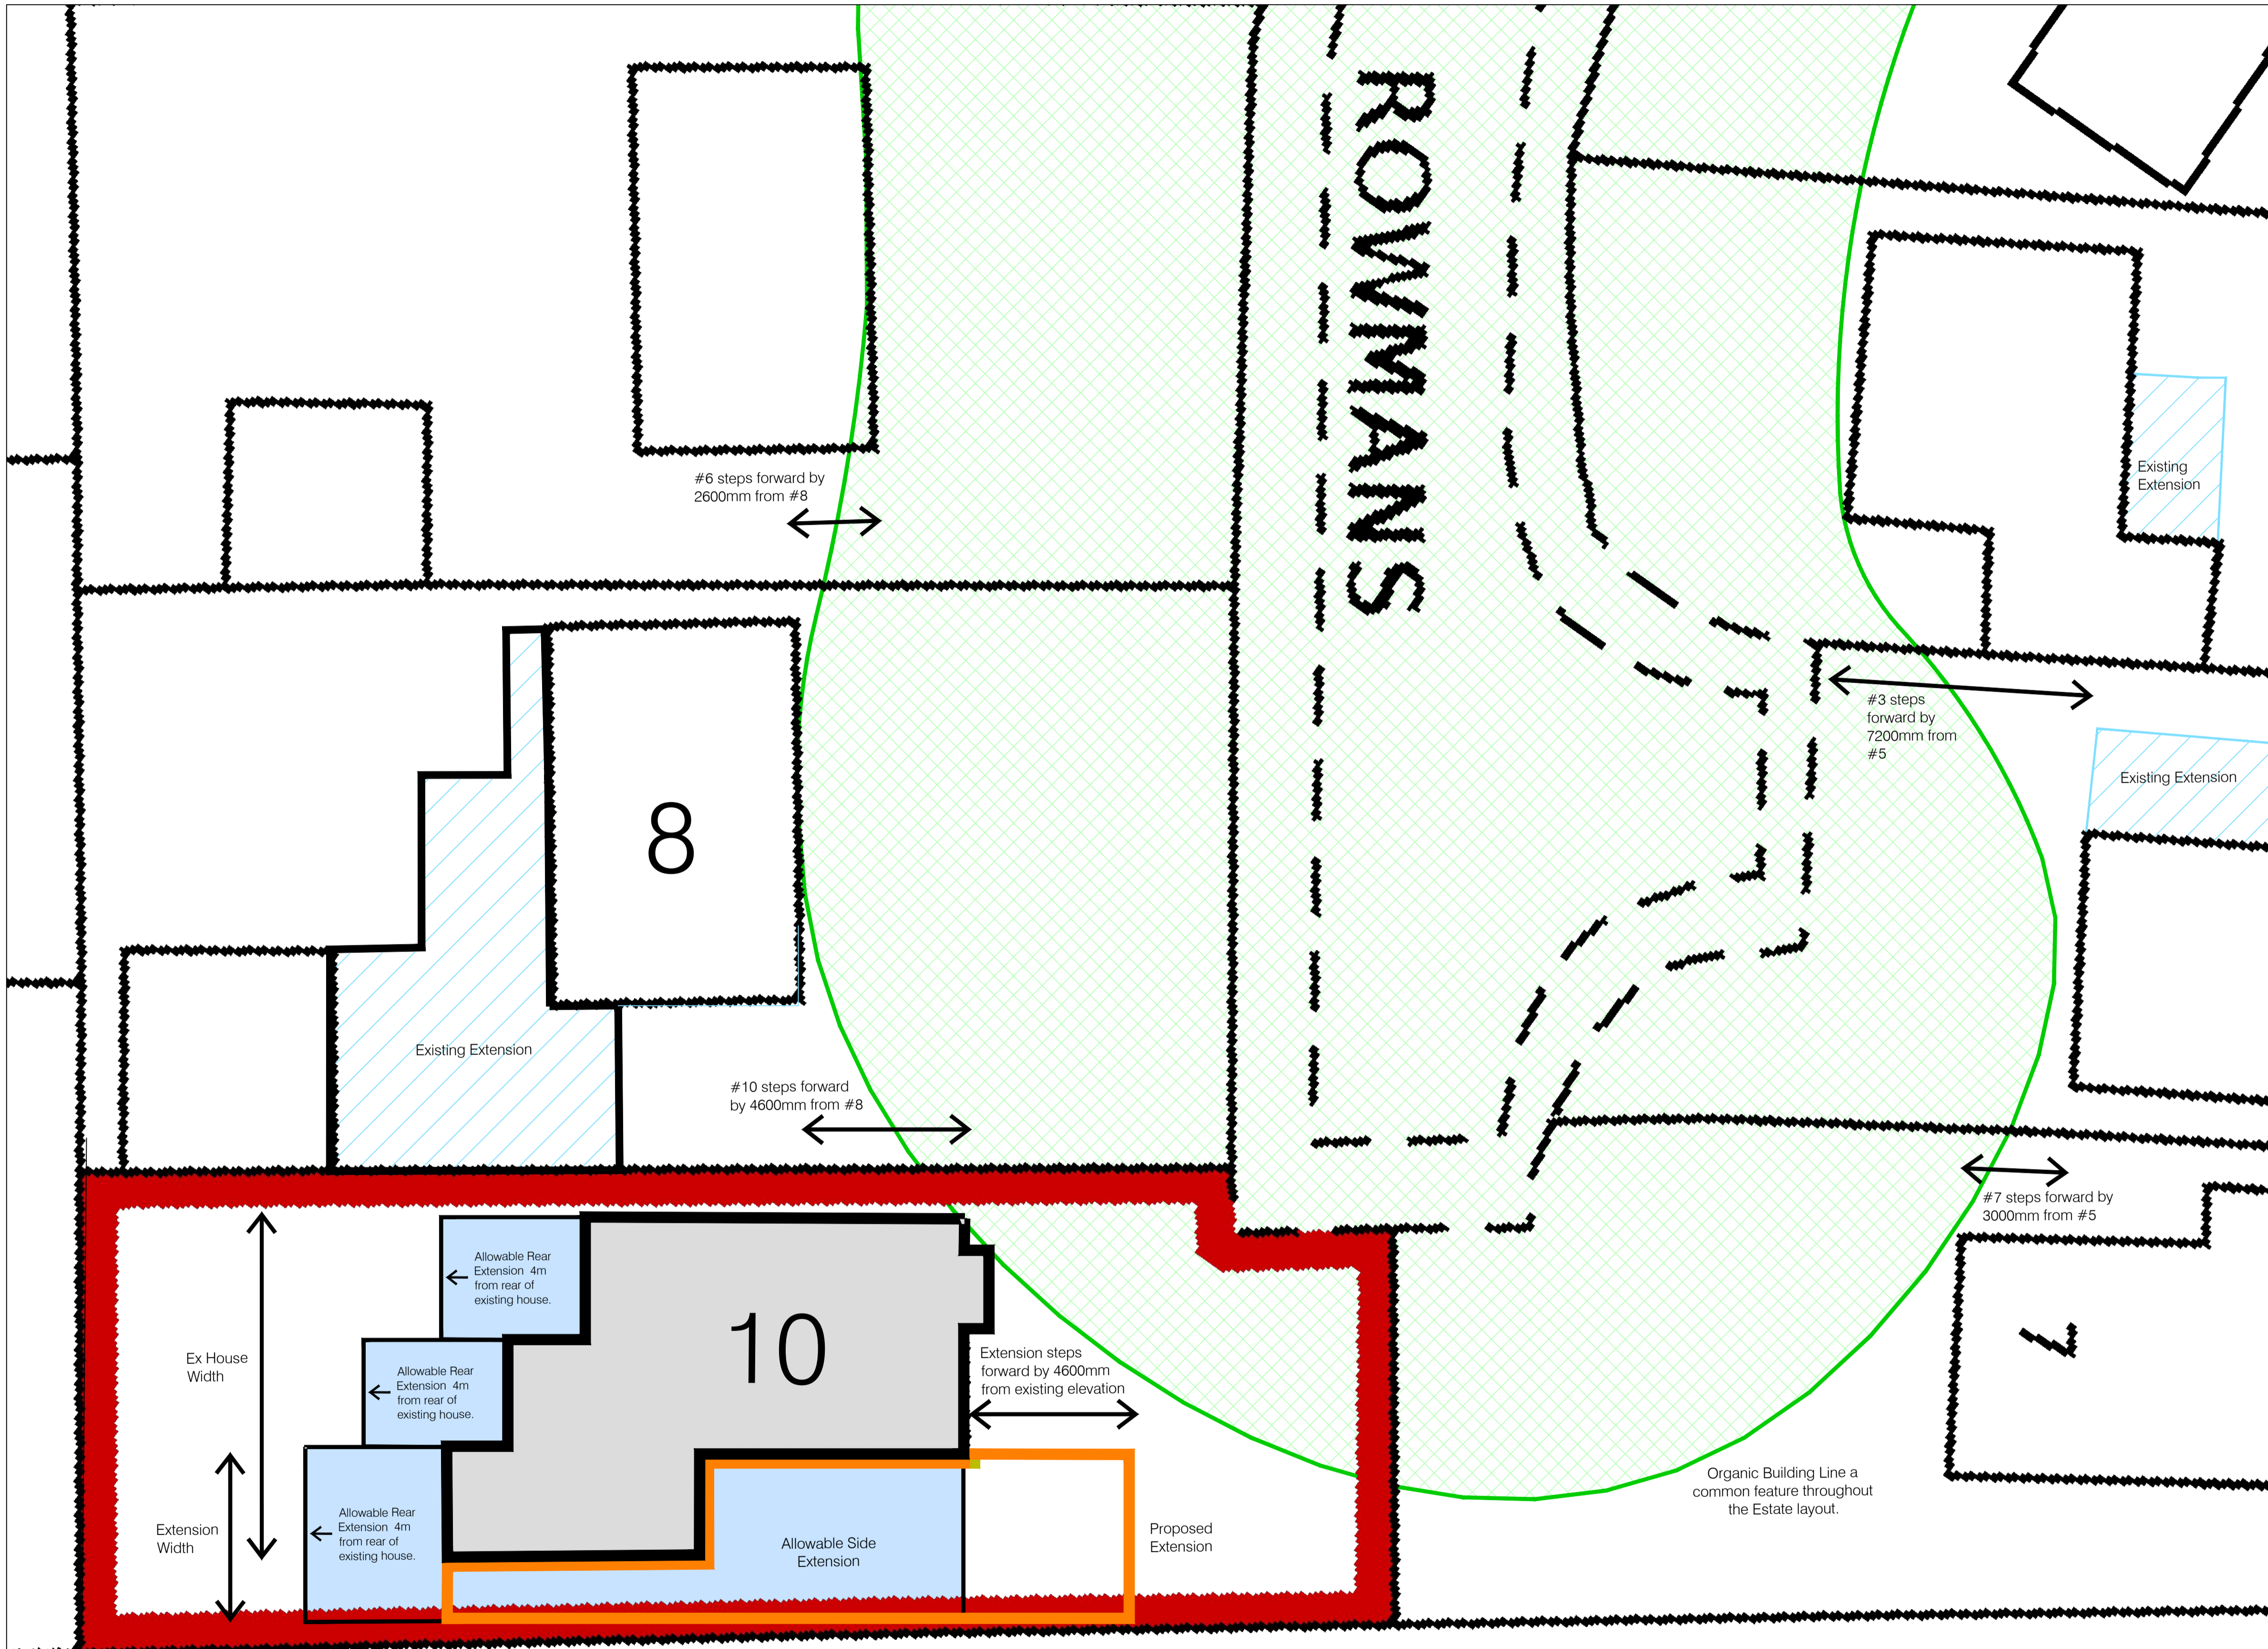 ROWMANS
#6 steps forward by
2600mm from #8
Existing
Extension
#3 steps
forward by
7200mm from
#5
Existing Extension
8
Existing Extension
#10 steps forward
by 4600mm from #8
#7 steps forward by
3000mm from #5
Allowable Rear
Extension 4m
from rear of
existing house.
10
Ex House
Width
Allowable Rear
Extension 4m
from rear of
existing house.
Extension steps
forward by 4600mm
from existing elevation
Organic Building Line a
common feature throughout
the Estate layout.
Extension
Width
Allowable Rear
Extension 4m
from rear of
existing house.
Allowable Side
Extension
Proposed
Extension